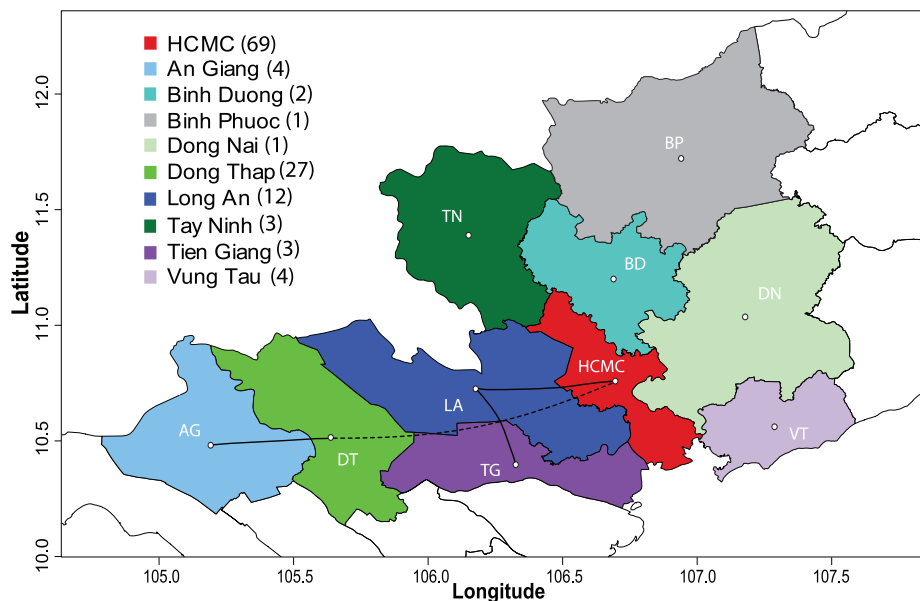 HCMC (69)
An Giang (4)
Binh Duong (2)
Binh Phuoc (1)
Dong Nai (1)
Dong Thap (27)
Long An (12)
Tay Ninh (3)
Tien Giang (3)
Vung Tau (4)
BP
TN
BD
DN
HCMC
LA
AG
DT
TG
VT
Latitude
12.0
11.5
11.0
10.5
10.0
105.0 105.5 106.0 106.5 107.0 107.5
Longitude